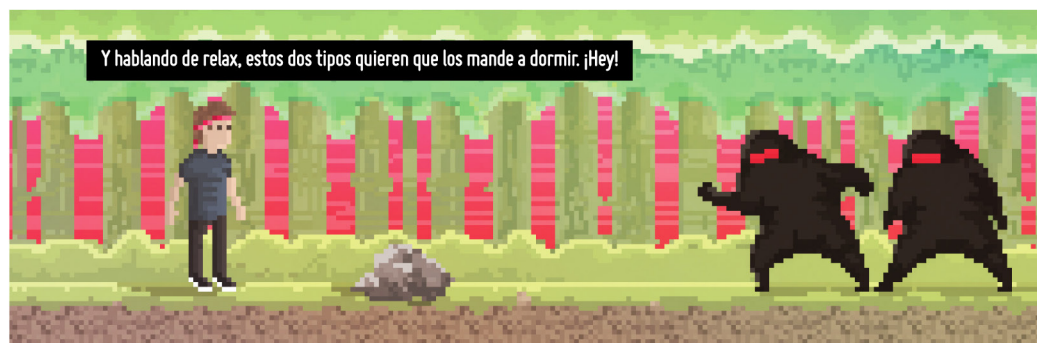 Y hablando de relax, estos dos tipos quieren que los mande a dormir. ¡Hey!